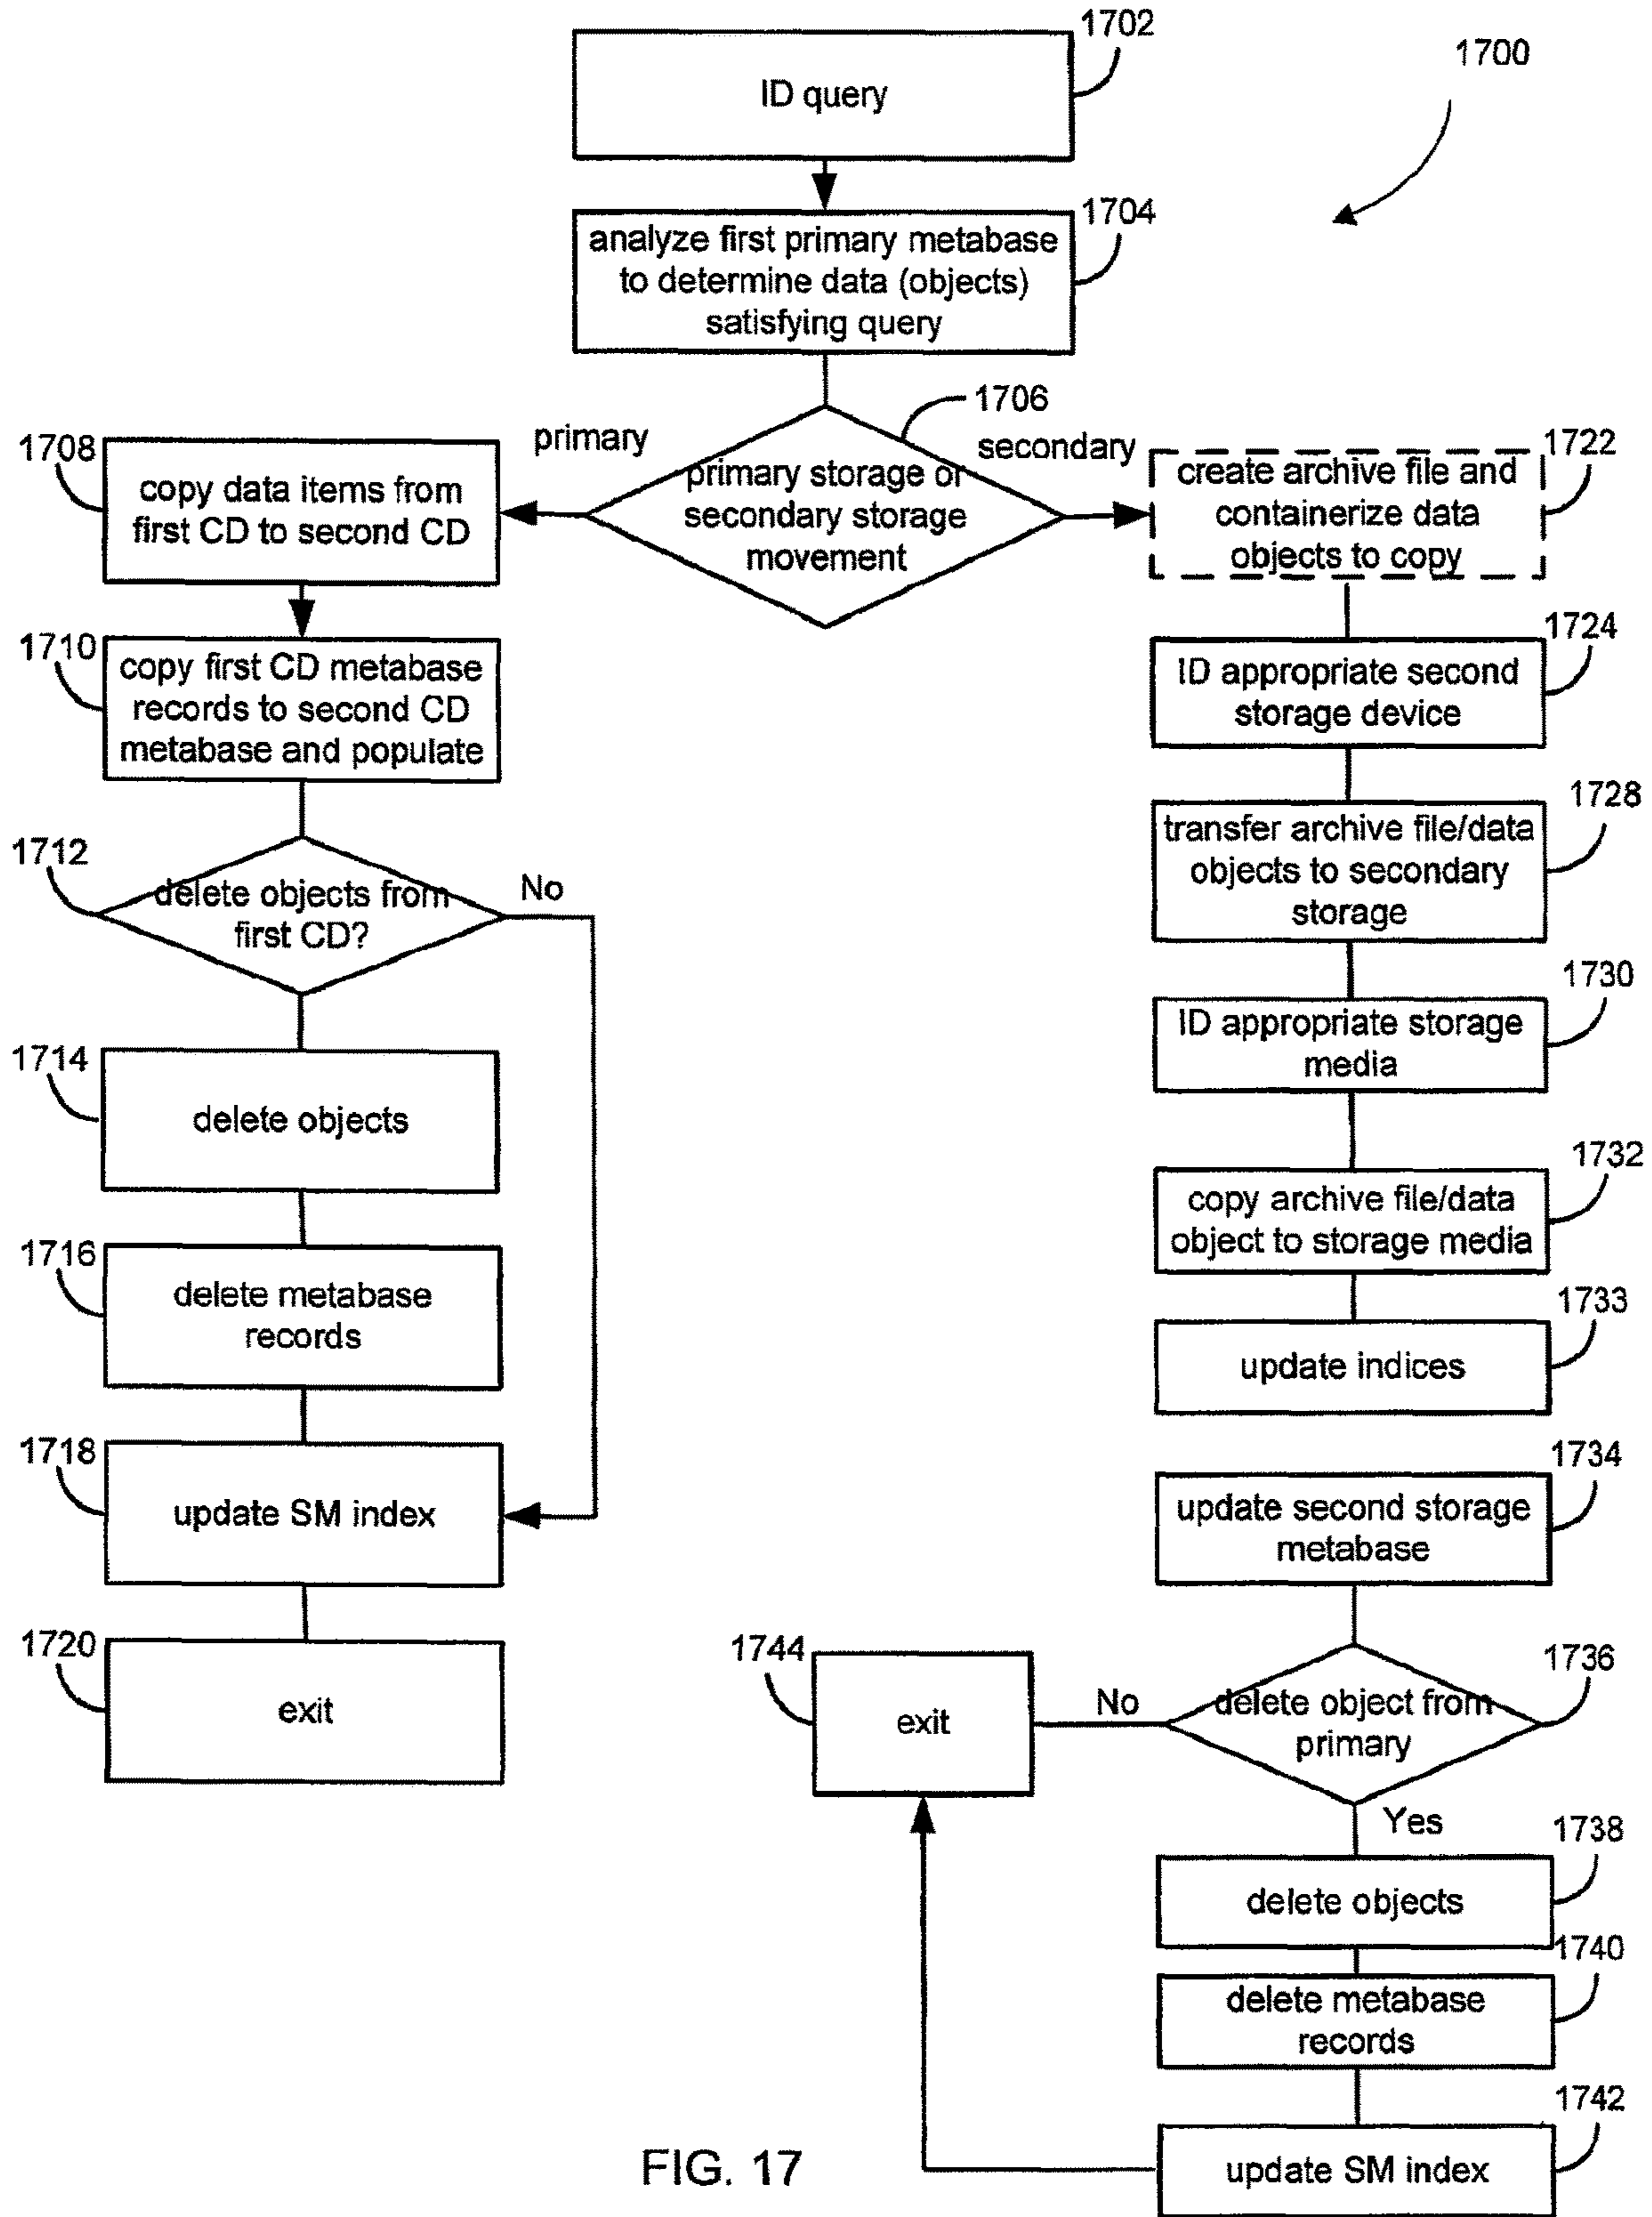 1702
1700
ID query
1704
analyze first primary metabase
to determine data (objects)
satisfying query
1706
primary
secondary
primary storage or
secondary storage
movement
1708
copy data items from
first CD to second CD
1710
copy first CD metabase
records to second CD
metabase and populate
1712
delete objects from
first CD?
No
1714
delete objects
1716
delete metabase
records
1718
update SM index
1720
exit
1722
create archive file and
containerize data
objects to copy
1724
ID appropriate second
storage device
1728
transfer archive file/data
objects to secondary
storage
1730
ID appropriate storage
media
1732
copy archive file/data
object to storage media
1733
update indices
1734
update second storage
metabase
1736
delete object from
primary
No
1744
exit
Yes
1738
delete objects
1740
delete metabase
records
1742
update SM index
FIG. 17